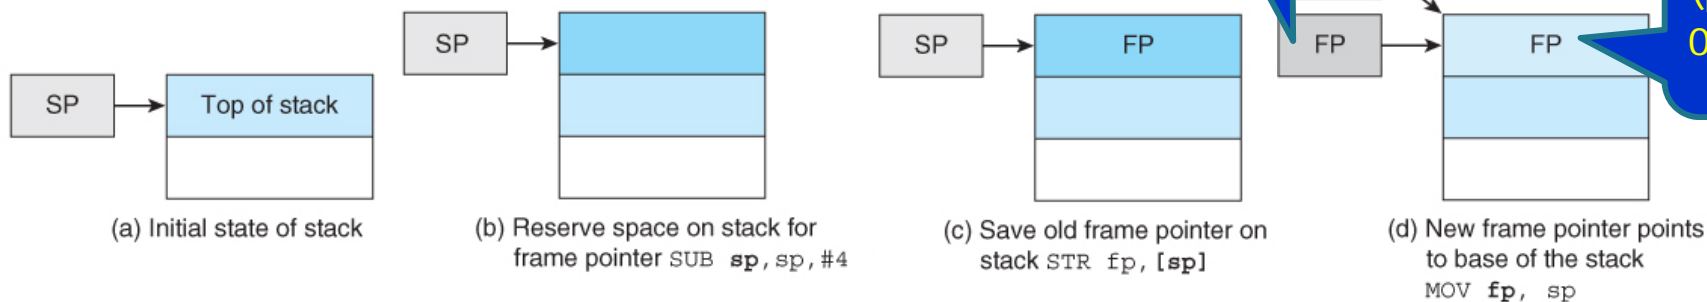 SP
Top of stack
(a) Initial state of stack
SP
(b) Reserve space on stack for
frame pointer SUB sp,sp,#4
SP
FP
(c) Save old frame pointer on
stack STR fp,[sp]
FP
FP
(d) New frame pointer points
to base of the stack
MOV fp, sp